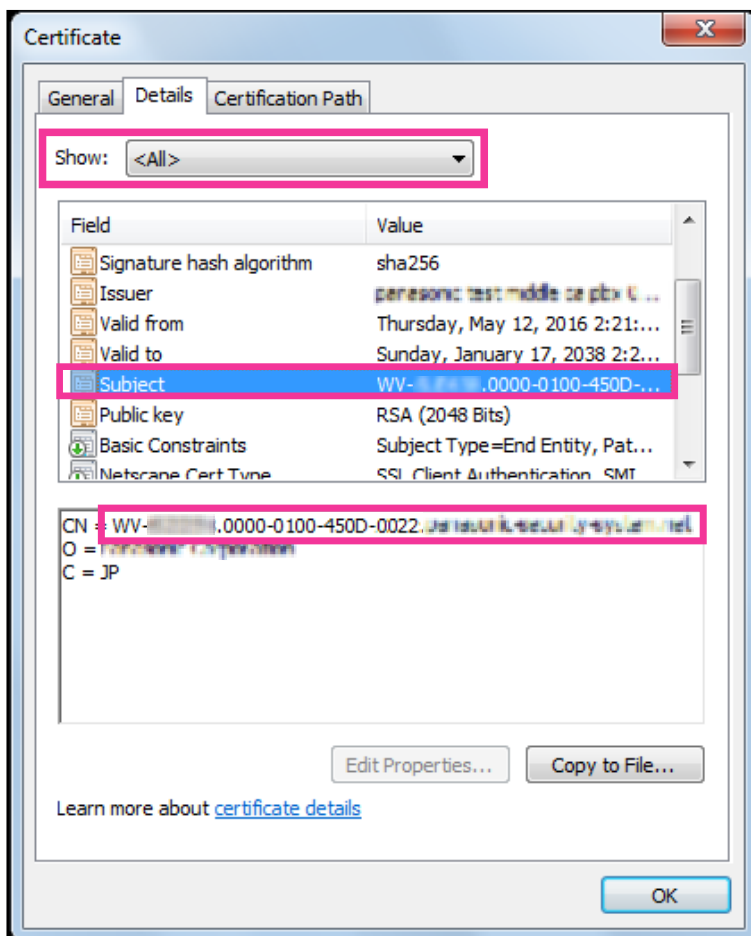 Certificate
General Details Certification Path
Show: <All>
Field Value
Signature hash algorithm sha256
Issuer
Valid from Thursday, May 12, 2016 2:21:...
Valid to Sunday, January 17, 2038 2:2...
Subject WV- .0000-0100-450D-...
Public key RSA (2048 Bits)
Basic Constraints Subject Type=End Entity, Pat...
Netscape Cert Type SSL Client Authentication, SMI
CN = WV- .0000-0100-450D-0022.
O =
C = JP
Edit Properties... Copy to File...
Learn more about certificate details
OK